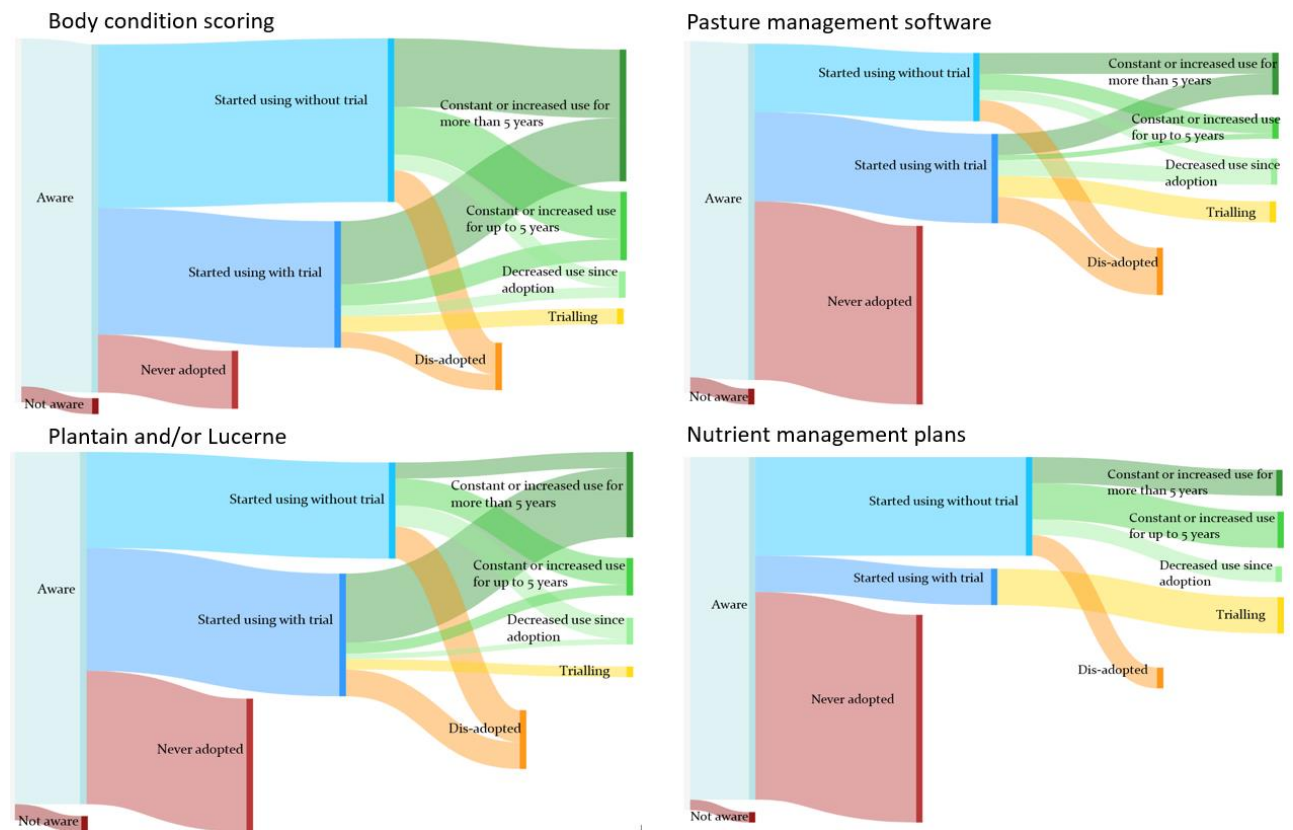 Body condition scoring
Started using without trial
Constant or increased use for
more than 5 years
Aware
Constant or increased use
for up to 5 years
Started using with trial
Decreased use since
adoption
Trialling
Dis-adopted
Never adopted
Not aware
Pasture management software
Constant or increased use for
more than 5 years
Started using without trial
Constant or increased use
for up to 5 years
Started using with trial
Decreased use since
adoption
Aware
Trialling
Dis-adopted
Never adopted
Not aware
Plantain and/or Lucerne
Constant or increased use for
more than 5 years
Started using without trial
Constant or increased use
for up to 5 years
Aware
Started using with trial
Decreased use since
adoption
Trialling
Dis-adopted
Never adopted
Not aware
Nutrient management plans
Constant or increased use for
more than 5 years
Started using without trial
Constant or increased use
for up to 5 years
Decreased use since
adoption
Started using with trial
Aware
Trialling
Dis-adopted
Never adopted
Not aware